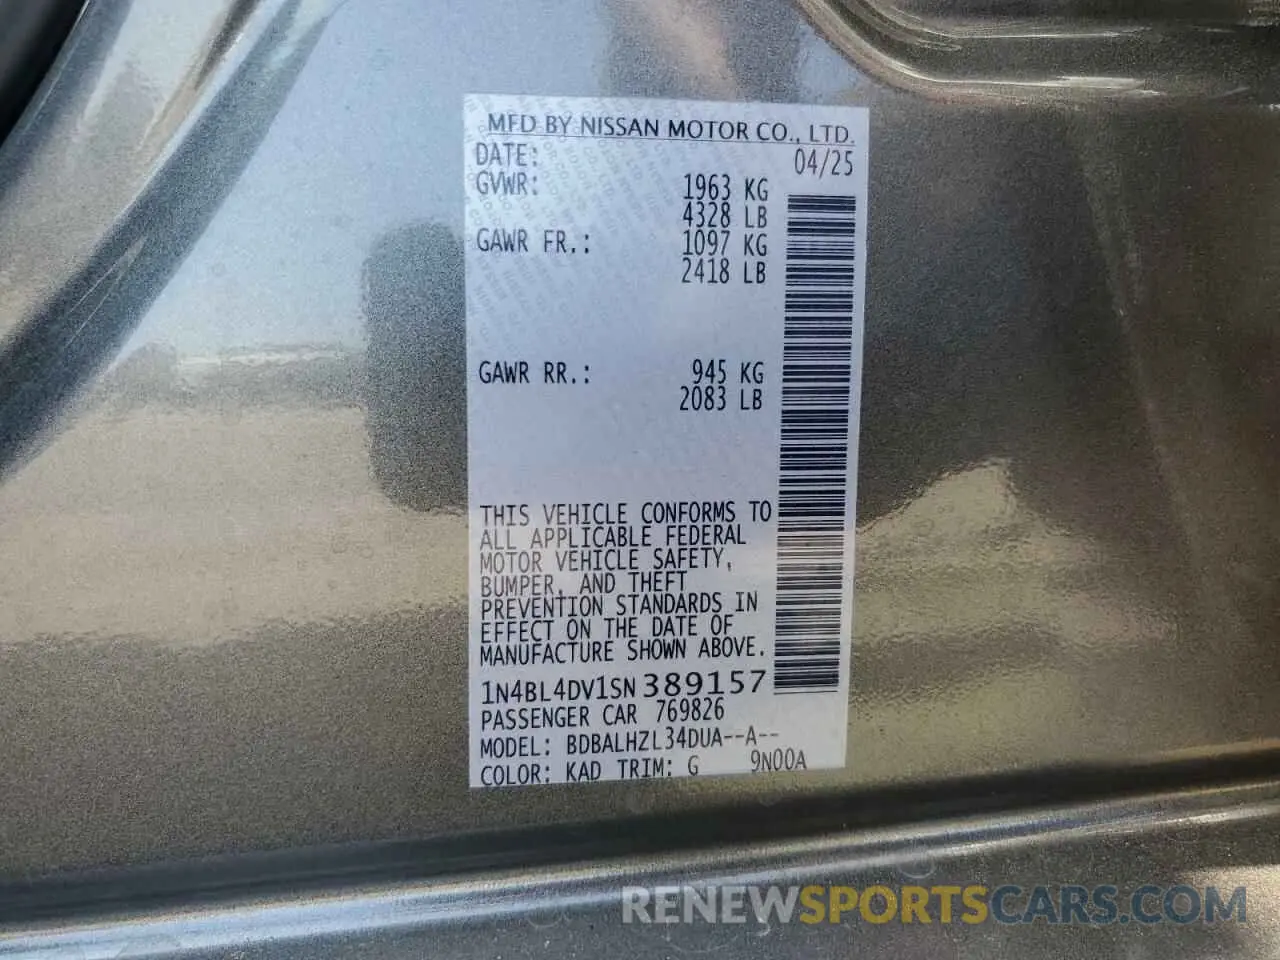 MFD BY NISSAN MOTOR CO., LTD.
DATE: 04/25
GVWR: 1963 KG
4328 LB
GAWR FR.: 1097 KG
2418 LB
GAWR RR.: 945 KG
2083 LB
THIS VEHICLE CONFORMS TO
ALL APPLICABLE FEDERAL
MOTOR VEHICLE SAFETY,
BUMPER, AND THEFT
PREVENTION STANDARDS IN
EFFECT ON THE DATE OF
MANUFACTURE SHOWN ABOVE.
1N4BL4DV1SN389157
PASSENGER CAR 769826
MODEL: BDBALHZL34DUA--A--
COLOR: KAD TRIM: G 9N00A
RENEWSPORTSCARS.COM